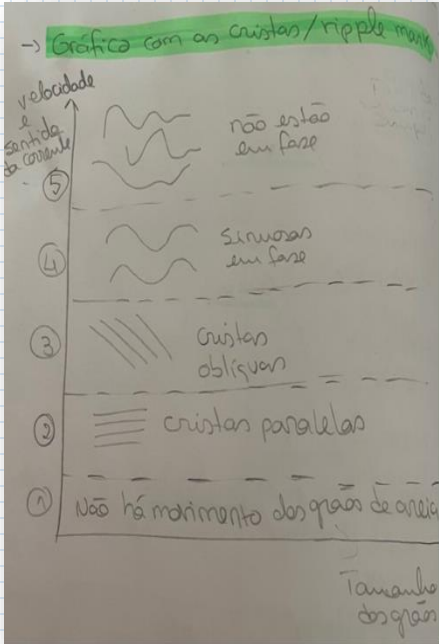 -> Gráfico com as cristas/ripple marks
velocidade
e
sentido
da corrente
⑤
não estão
em fase
④
sinuosas
em fase
③
cristas
oblíquas
② cristas paralelas
① Não há movimento dos grãos de areia
Tamanho
dos grãos